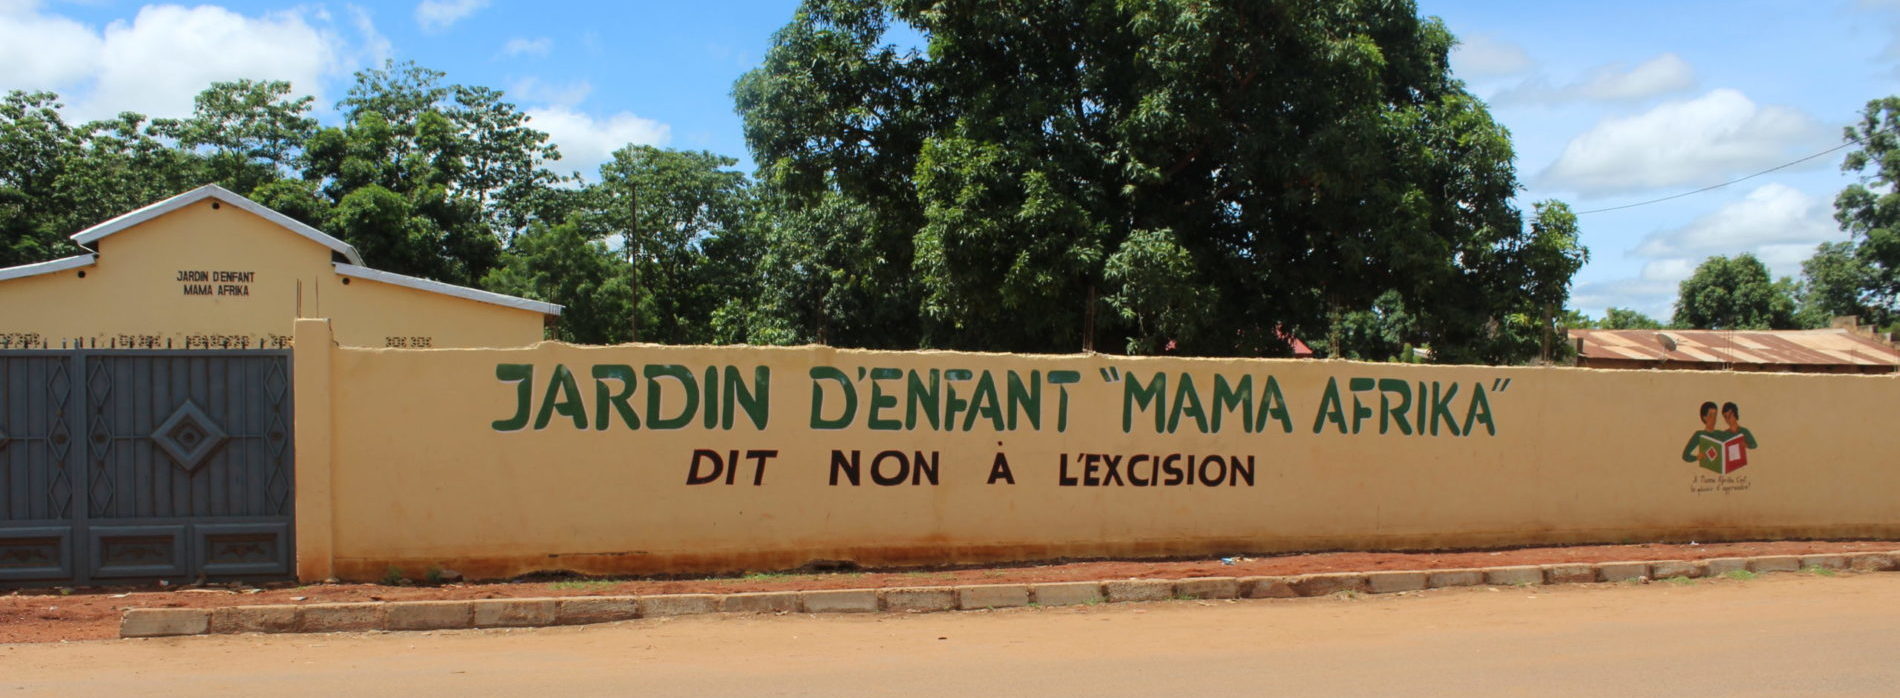 JARDIN D'ENFANT
MAMA AFRIKA
JARDIN D'ENFANT "MAMA AFRIKA"
DIT NON À L'EXCISION